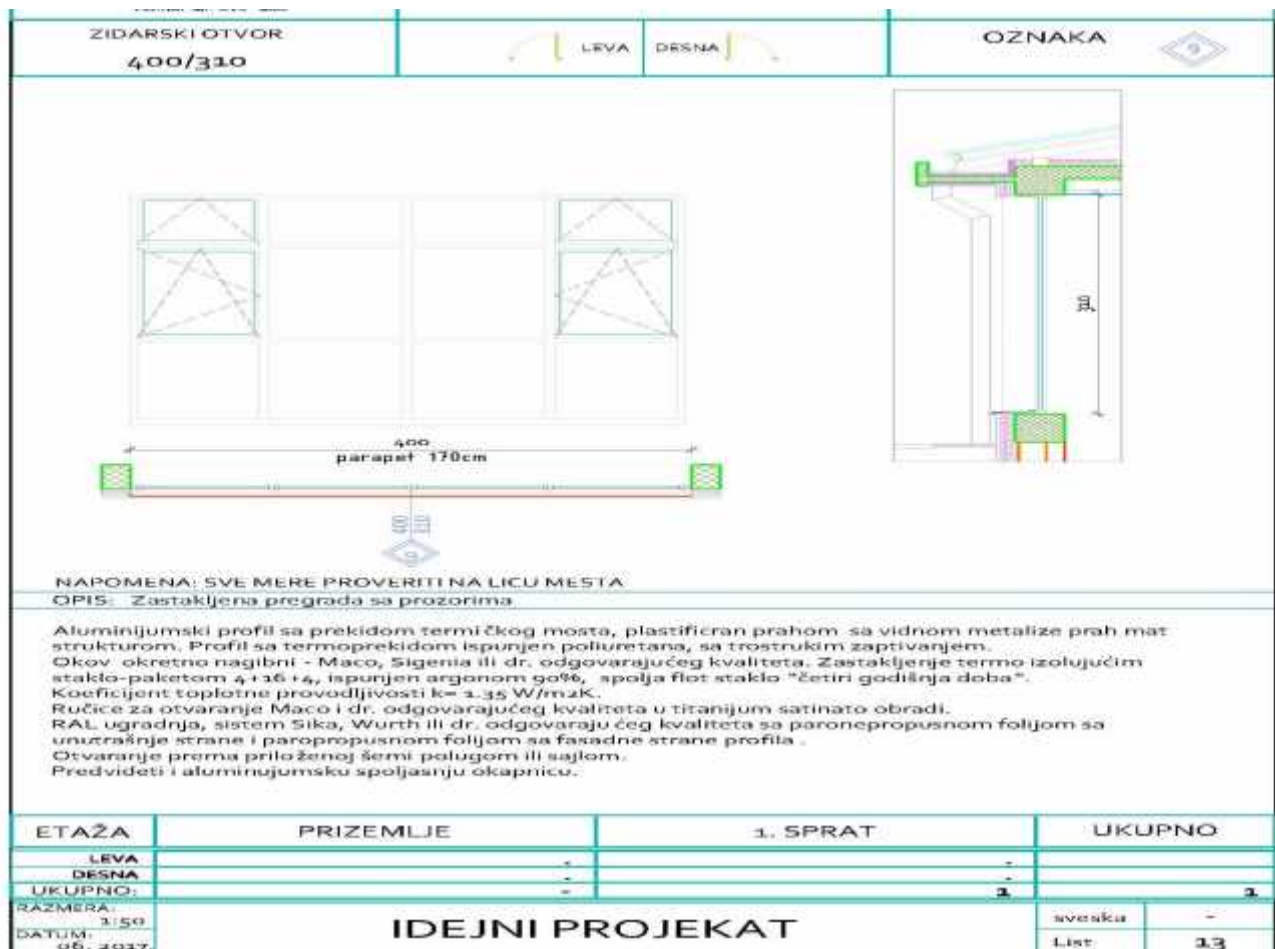 ZIDARSKI OTVOR
400/310
LEVA
DESNA
OZNAKA
9
310
400
parapet 170cm
400
310
9
NAPOMENA: SVE MERE PROVERITI NA LICU MESTA
OPIS: Zastakljena pregrada sa prozorima
Aluminijumski profil sa prekidom termičkog mosta, plastificran prahom sa vidnom metalize prah mat
strukturom. Profil sa termoprekidom ispunjen poliuretana, sa trostrukim zaptivanjem.
Okov okretno nagibni - Maco, Sigenia ili dr. odgovarajućeg kvaliteta. Zastakljenje termo izolujućim
staklo-paketom 4+16+4, ispunjen argonom 90%, spolja flot staklo "četiri godišnja doba".
Koeficijent toplotne provodljivosti k= 1.35 W/m2K.
Ručice za otvaranje Maco i dr. odgovarajućeg kvaliteta u titanijum satinato obradi.
RAL ugradnja, sistem Sika, Wurth ili dr. odgovarajućeg kvaliteta sa paronepropusnom folijom sa
unutrašnje strane i paropropusnom folijom sa fasadne strane profila .
Otvaranje prema priloženoj šemi polugom ili sajlom.
Predvideti i aluminujumsku spoljasnju okapnicu.
ETAŽA PRIZEMLJE 1. SPRAT UKUPNO
LEVA - -
DESNA - -
UKUPNO: - 1 1
RAZMERA:
1:50
DATUM:
06. 2017.
IDEJNI PROJEKAT
sveska -
List 13